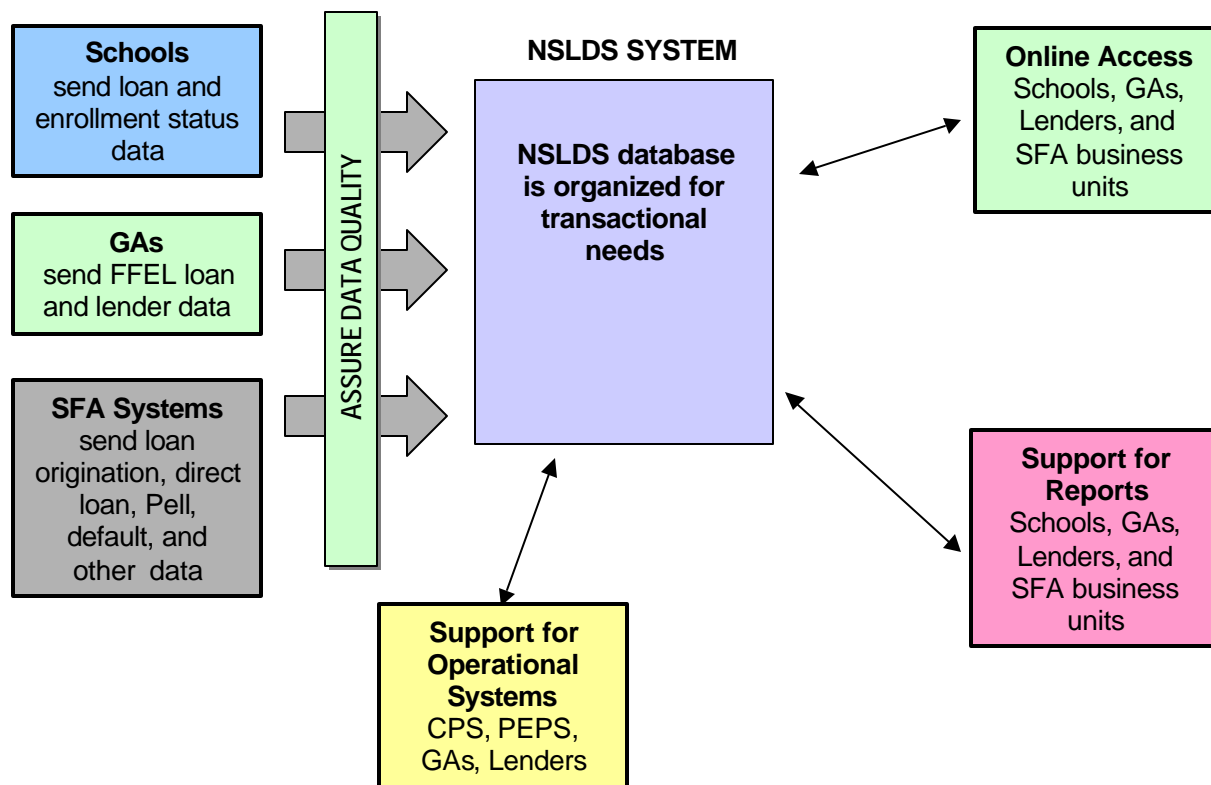 Schools
send loan and
enrollment status
data
GAs
send FFEL loan
and lender data
SFA Systems
send loan
origination, direct
loan, Pell,
default, and
other data
ASSURE DATA QUALITY
NSLDS SYSTEM
NSLDS database
is organized for
transactional
needs
Online Access
Schools, GAs,
Lenders, and
SFA business
units
Support for
Reports
Schools, GAs,
Lenders, and
SFA business
units
Support for
Operational
Systems
CPS, PEPS,
GAs, Lenders